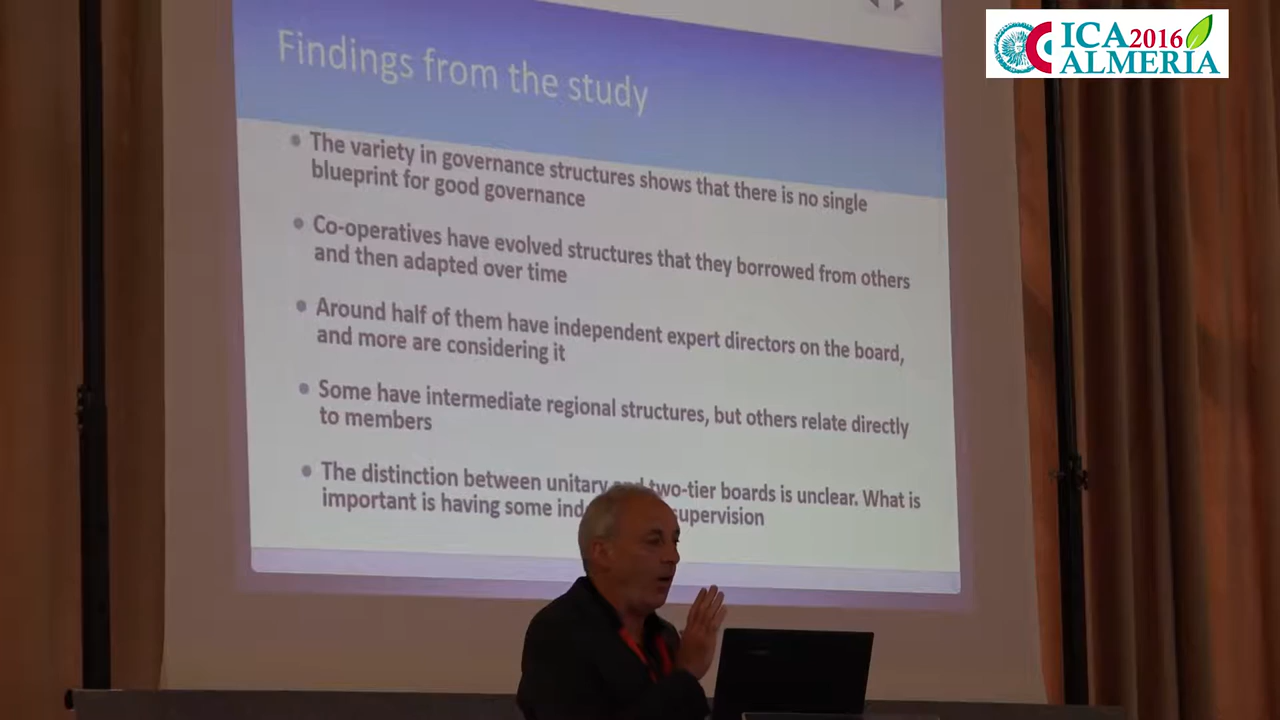 ICA2016
ALMERIA
Findings from the study
• The variety in governance structures shows that there is no single
blueprint for good governance
• Co-operatives have evolved structures that they borrowed from others
and then adapted over time
• Around half of them have independent expert directors on the board,
and more are considering it
• Some have intermediate regional structures, but others relate directly
to members
• The distinction between unitary and two-tier boards is unclear. What is
important is having some ind supervision